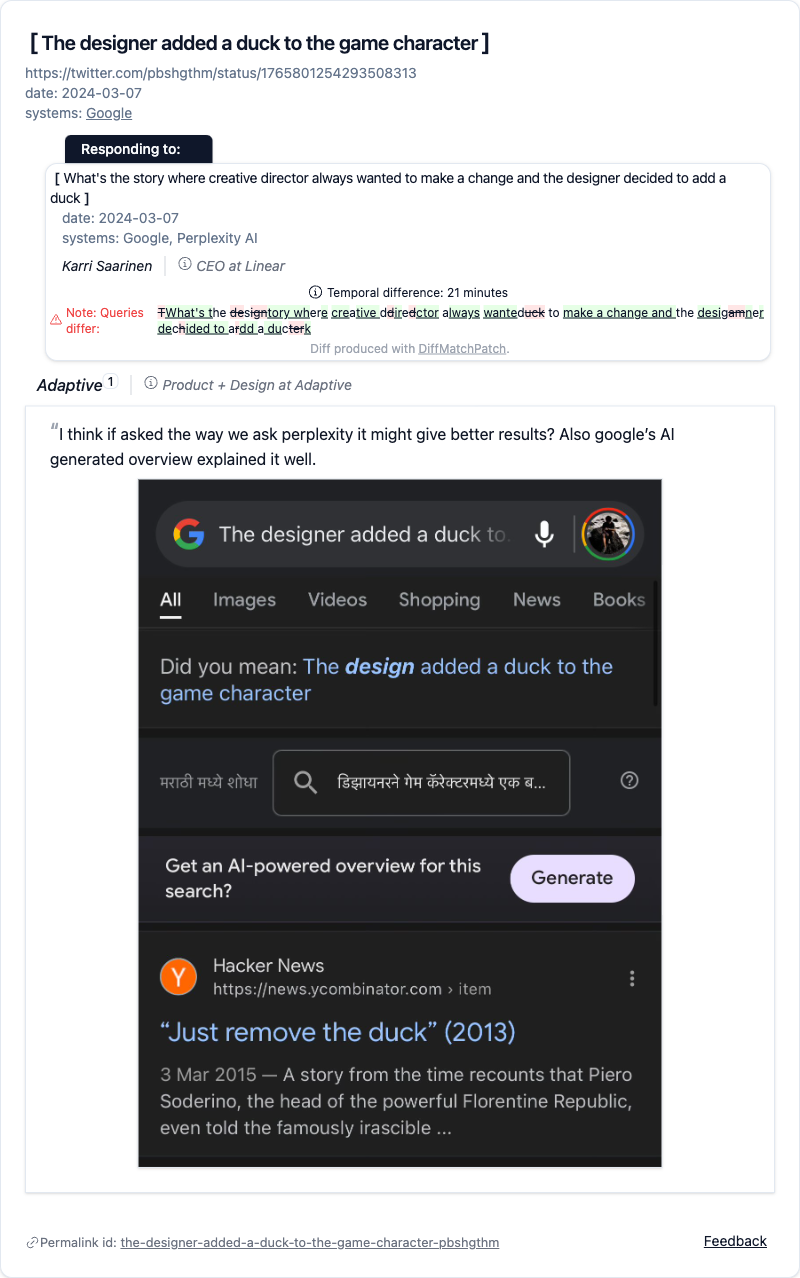 [ The designer added a duck to the game character ]
https://twitter.com/pbshgthm/status/1765801254293508313
date: 2024-03-07
systems: Google
Responding to:
[ What's the story where creative director always wanted to make a change and the designer decided to add a
duck ]
date: 2024-03-07
systems: Google, Perplexity AI
Karri Saarinen CEO at Linear
Temporal difference: 21 minutes
Note: Queries
differ:
TWhat's the designtory where creative ddiredctor always wanteduck to make a change and the desigamner
dechided to ardd a ducterk
Diff produced with DiffMatchPatch.
Adaptive 1 Product + Design at Adaptive
“I think if asked the way we ask perplexity it might give better results? Also google’s AI
generated overview explained it well.
The designer added a duck to.
All Images Videos Shopping News Books
Did you mean: The design added a duck to the
game character
मराठी मध्ये शोधा डिझायनरने गेम कॅरेक्टरमध्ये एक ब...
Get an AI-powered overview for this
search?
Generate
Hacker News
https://news.ycombinator.com › item
“Just remove the duck” (2013)
3 Mar 2015 — A story from the time recounts that Piero
Soderino, the head of the powerful Florentine Republic,
even told the famously irascible ...
Permalink id: the-designer-added-a-duck-to-the-game-character-pbshgthm
Feedback